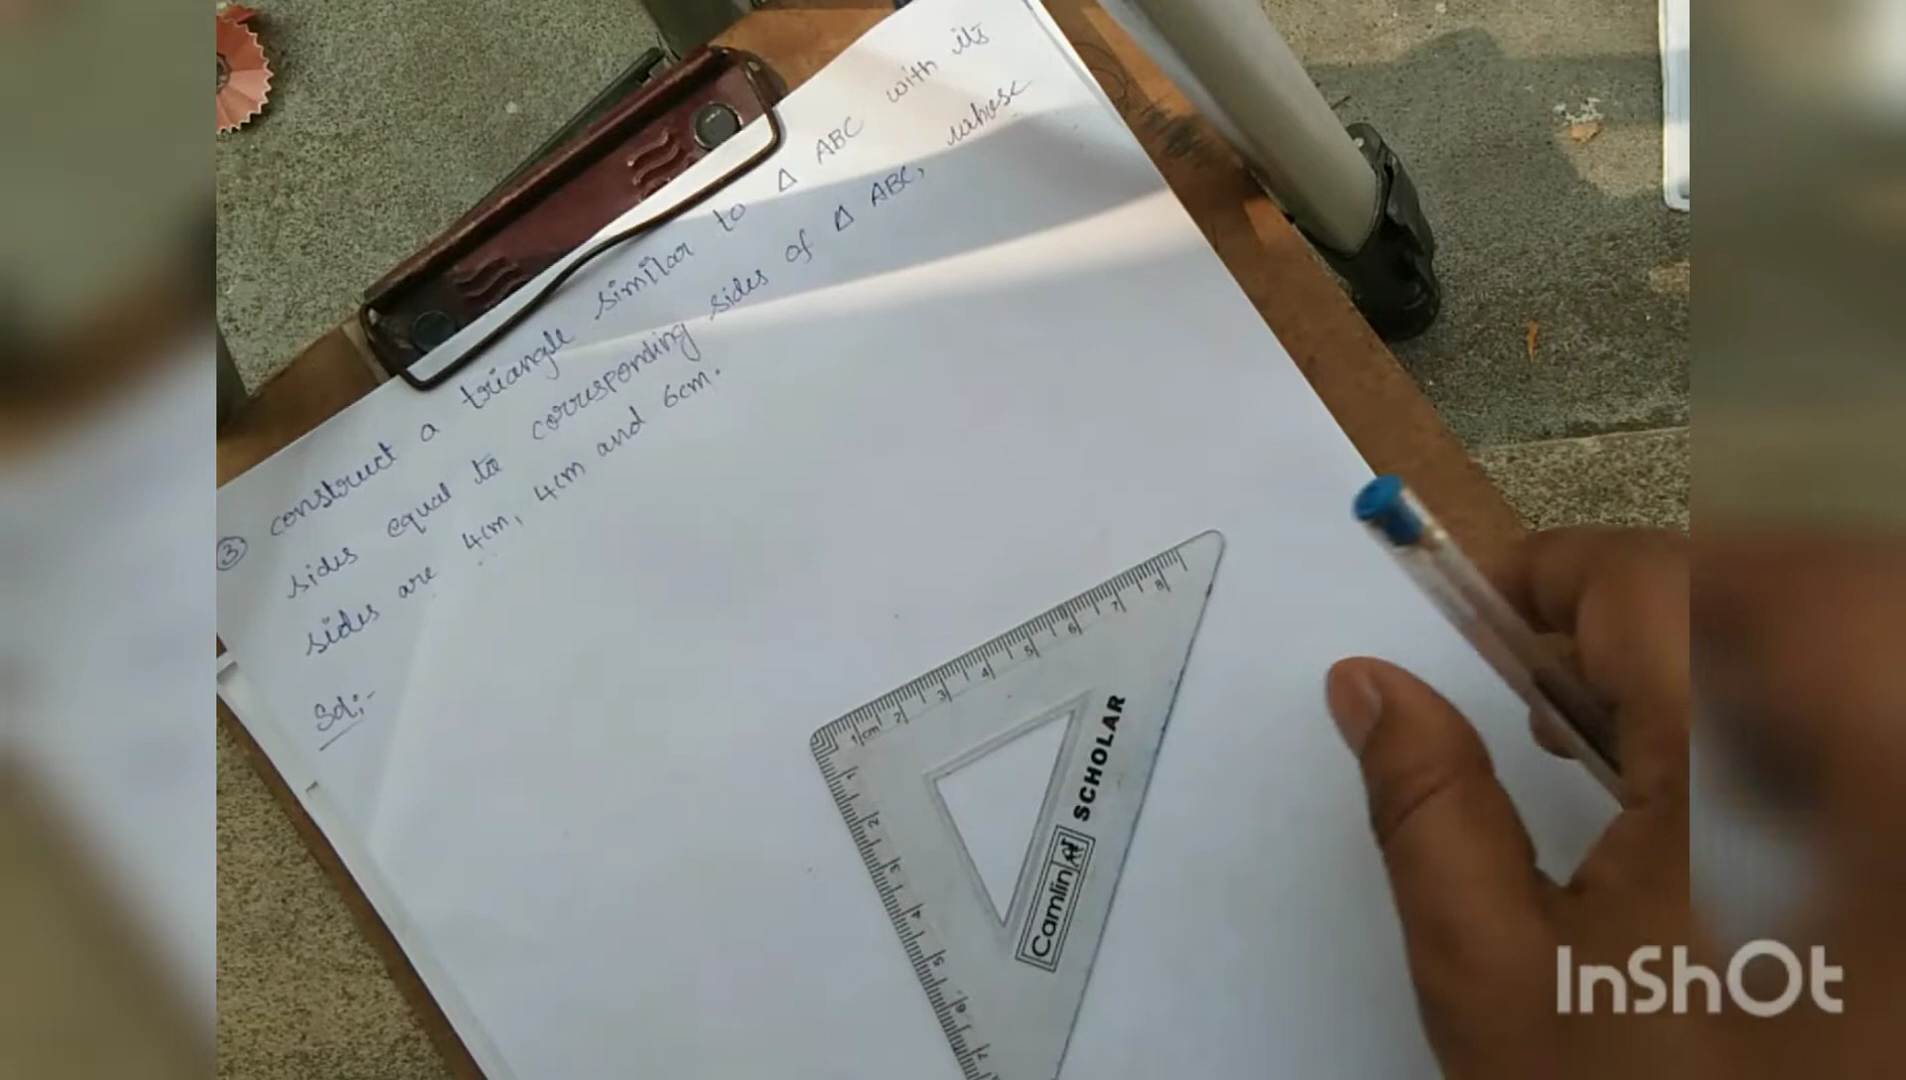 ③ construct a triangle similar to Δ ABC with its
sides equal to corresponding sides of Δ ABC, whose
sides are 4cm, 4cm and 6cm.
Sol:-
1 cm 2 3 4 5 6 7 8
1 2 3 4 5 6 7
Camlin SCHOLAR
InShOt